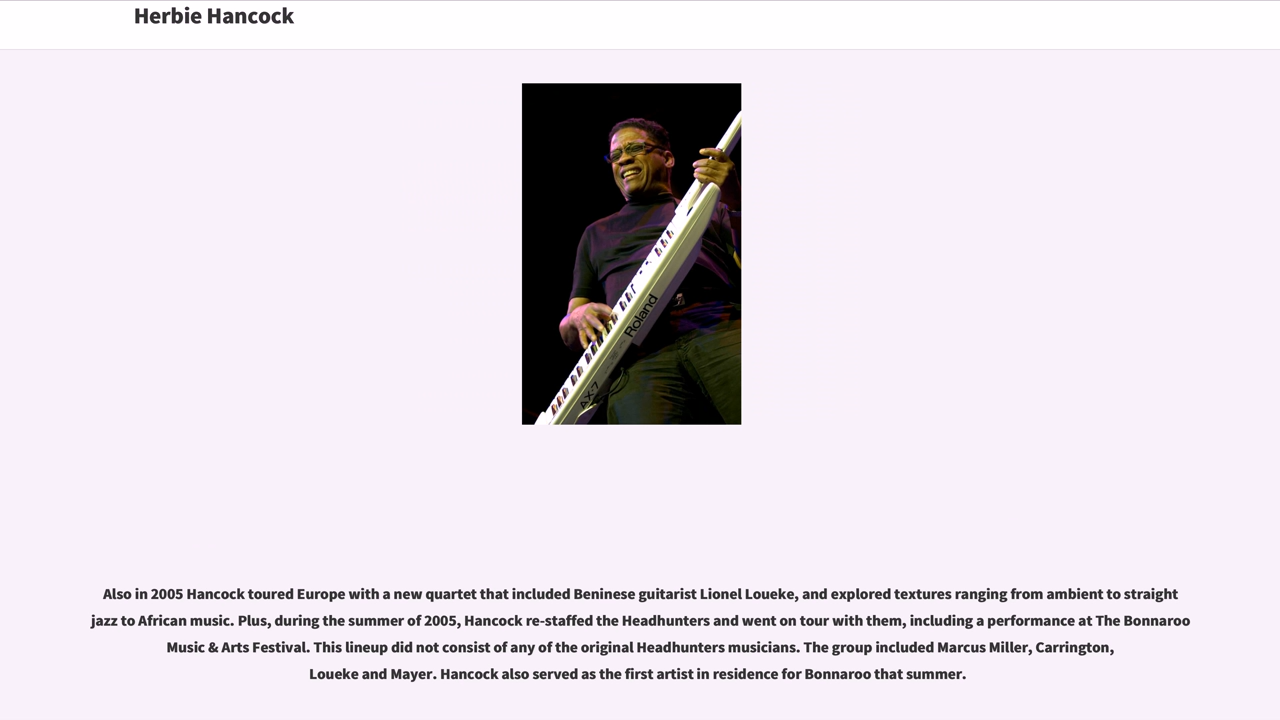 Herbie Hancock
Roland
AX-7
Also in 2005 Hancock toured Europe with a new quartet that included Beninese guitarist Lionel Loueke, and explored textures ranging from ambient to straight
jazz to African music. Plus, during the summer of 2005, Hancock re-staffed the Headhunters and went on tour with them, including a performance at The Bonnaroo
Music & Arts Festival. This lineup did not consist of any of the original Headhunters musicians. The group included Marcus Miller, Carrington,
Loueke and Mayer. Hancock also served as the first artist in residence for Bonnaroo that summer.